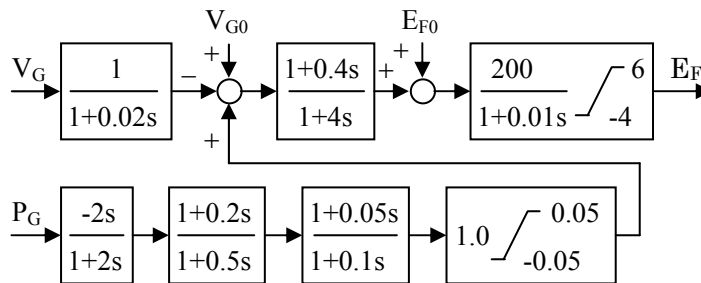 V_G0
E_F0
V_G
1
1+0.02s
−
+
1+0.4s
1+4s
+
+
200
1+0.01s
6
-4
E_F
+
P_G
-2s
1+2s
1+0.2s
1+0.5s
1+0.05s
1+0.1s
1.0
0.05
-0.05